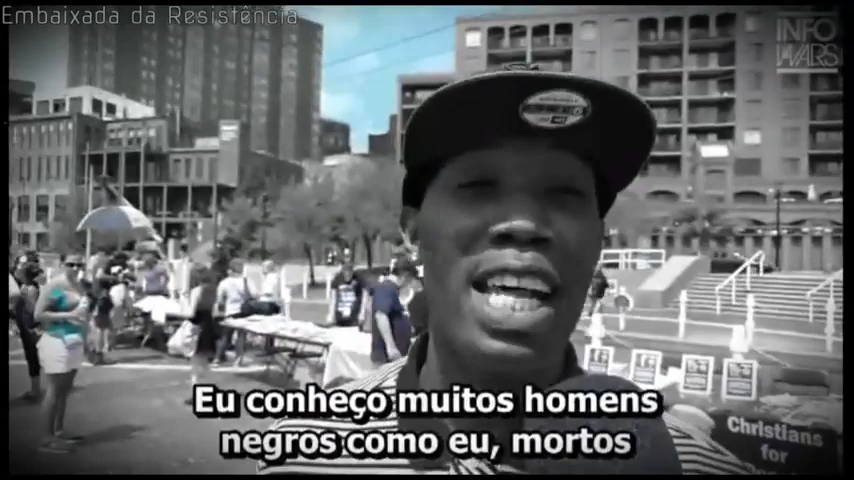 Embaixada da Resistência
INFO
WARS
Eu conheço muitos homens
negros como eu, mortos
Christians
for